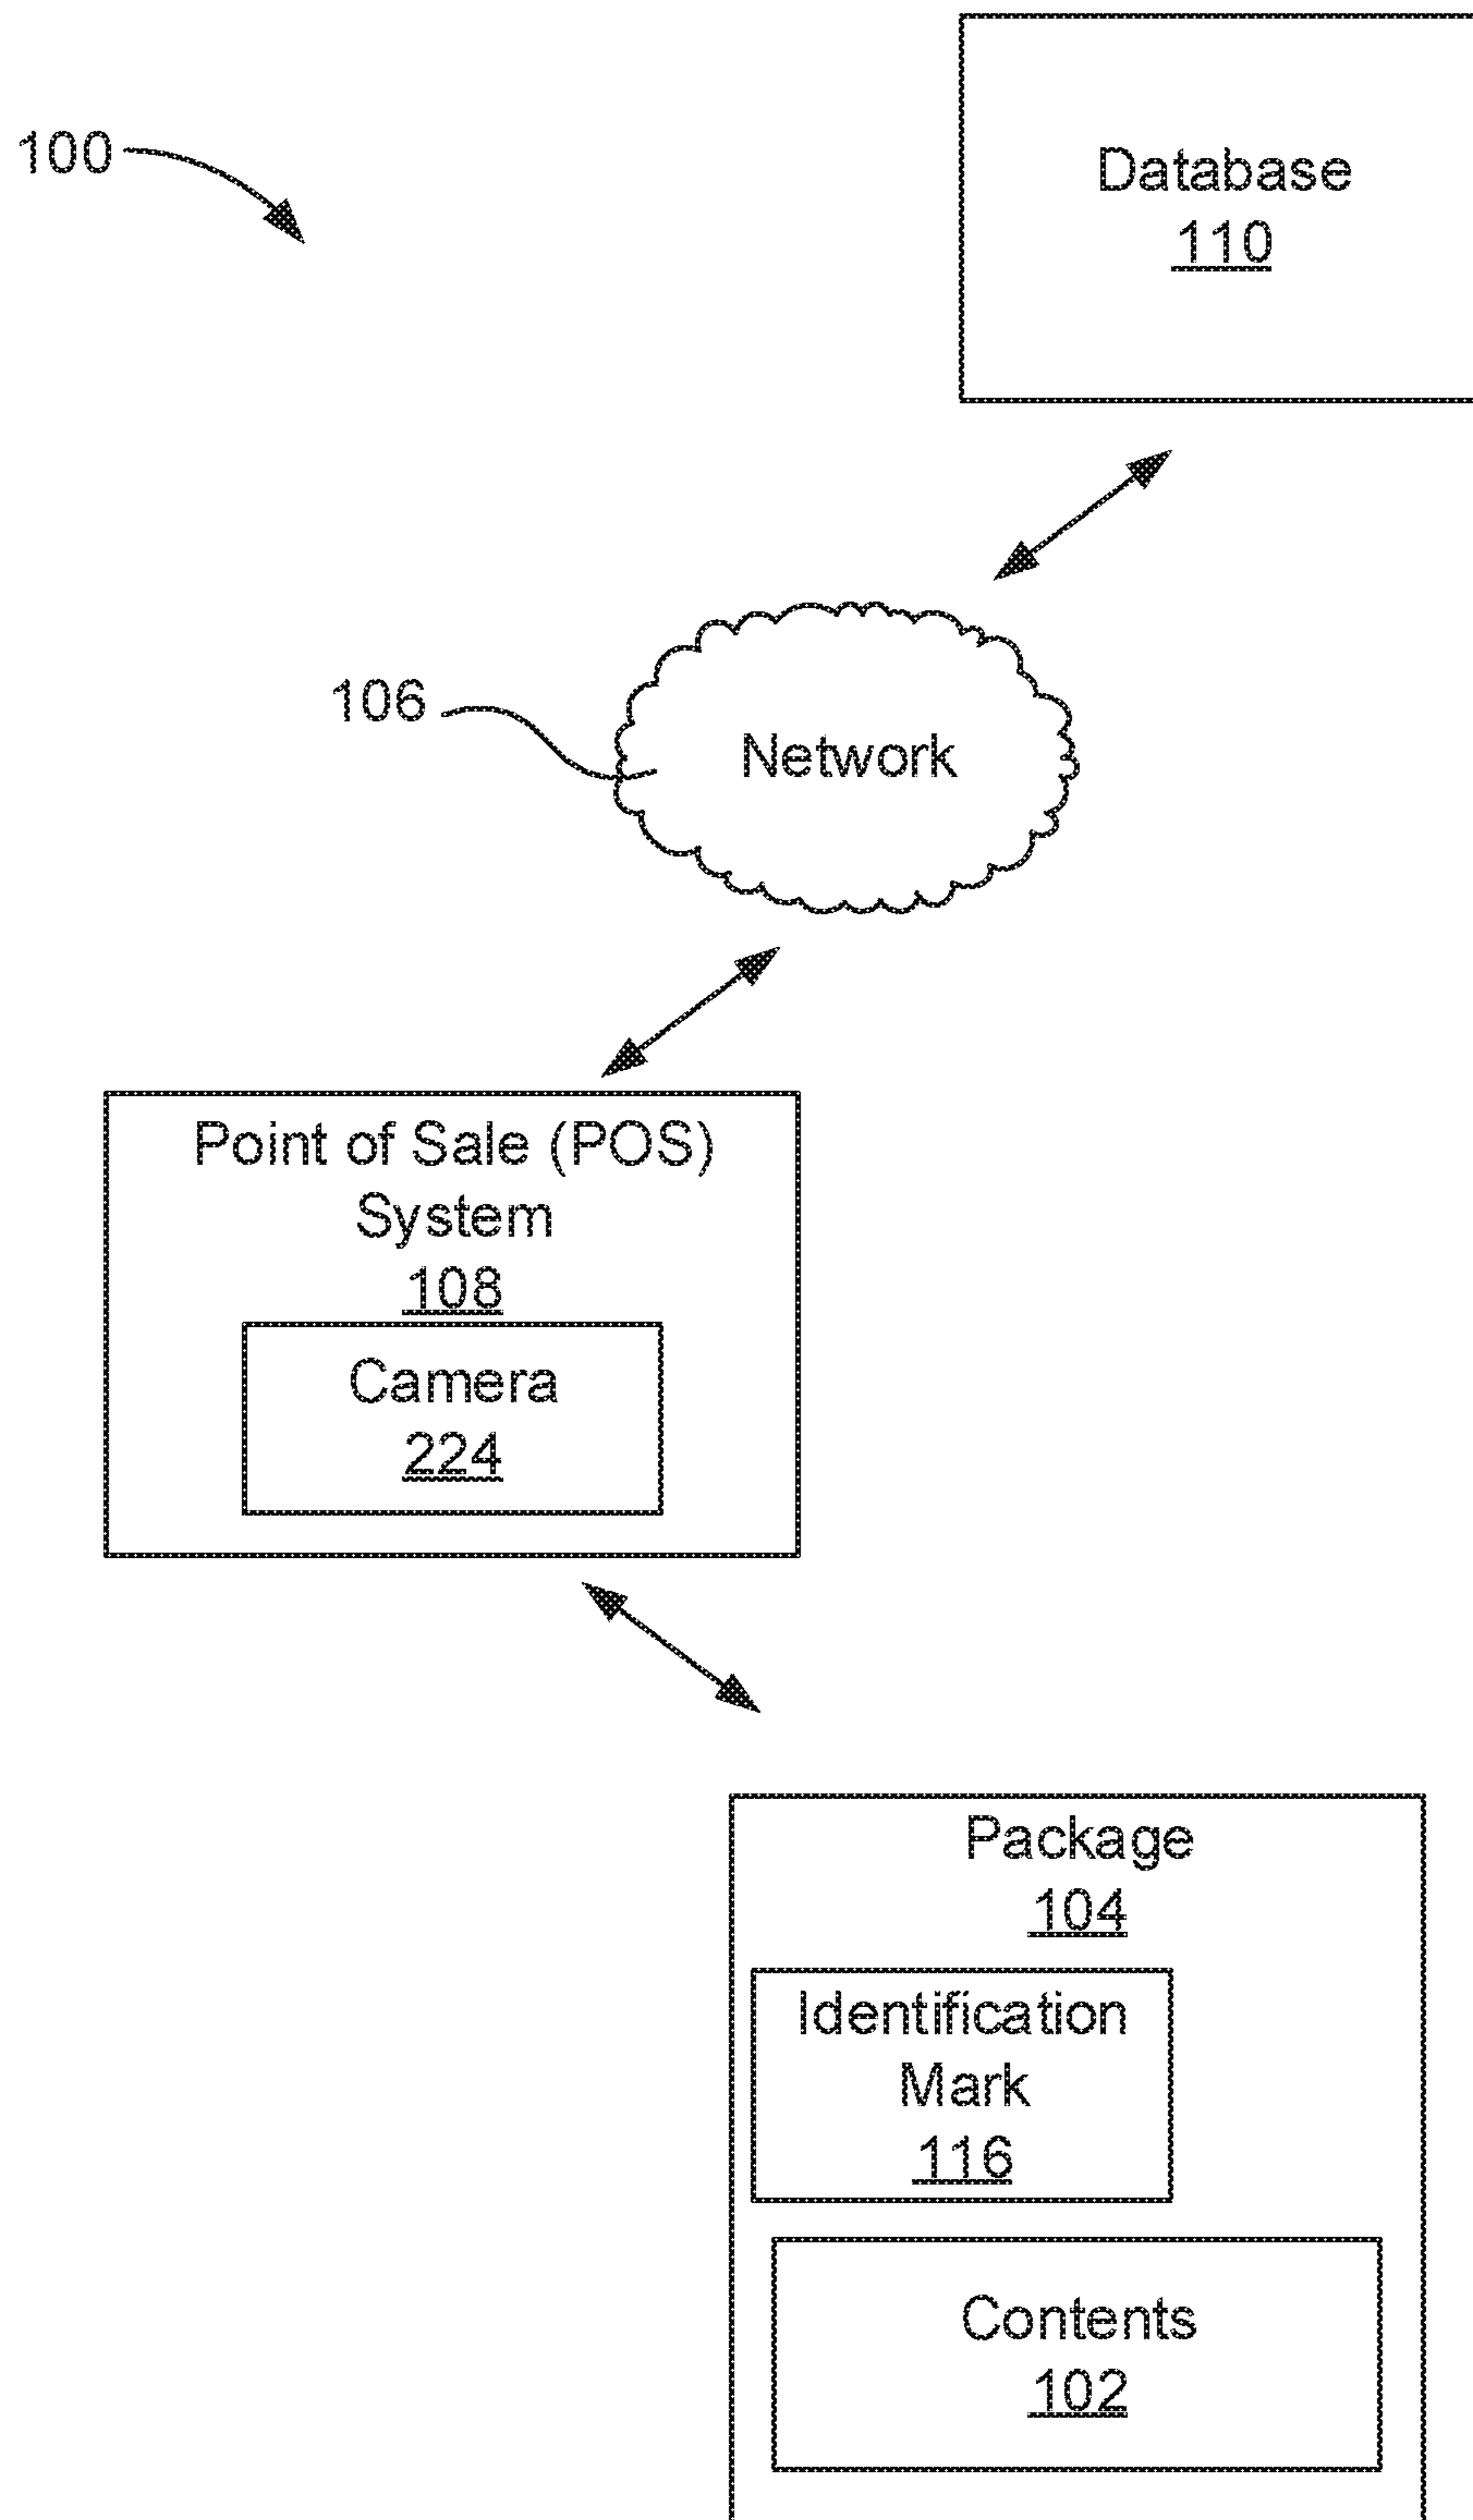 100
Database
110
106
Network
Point of Sale (POS)
System
108
Camera
224
Package
104
Identification
Mark
116
Contents
102